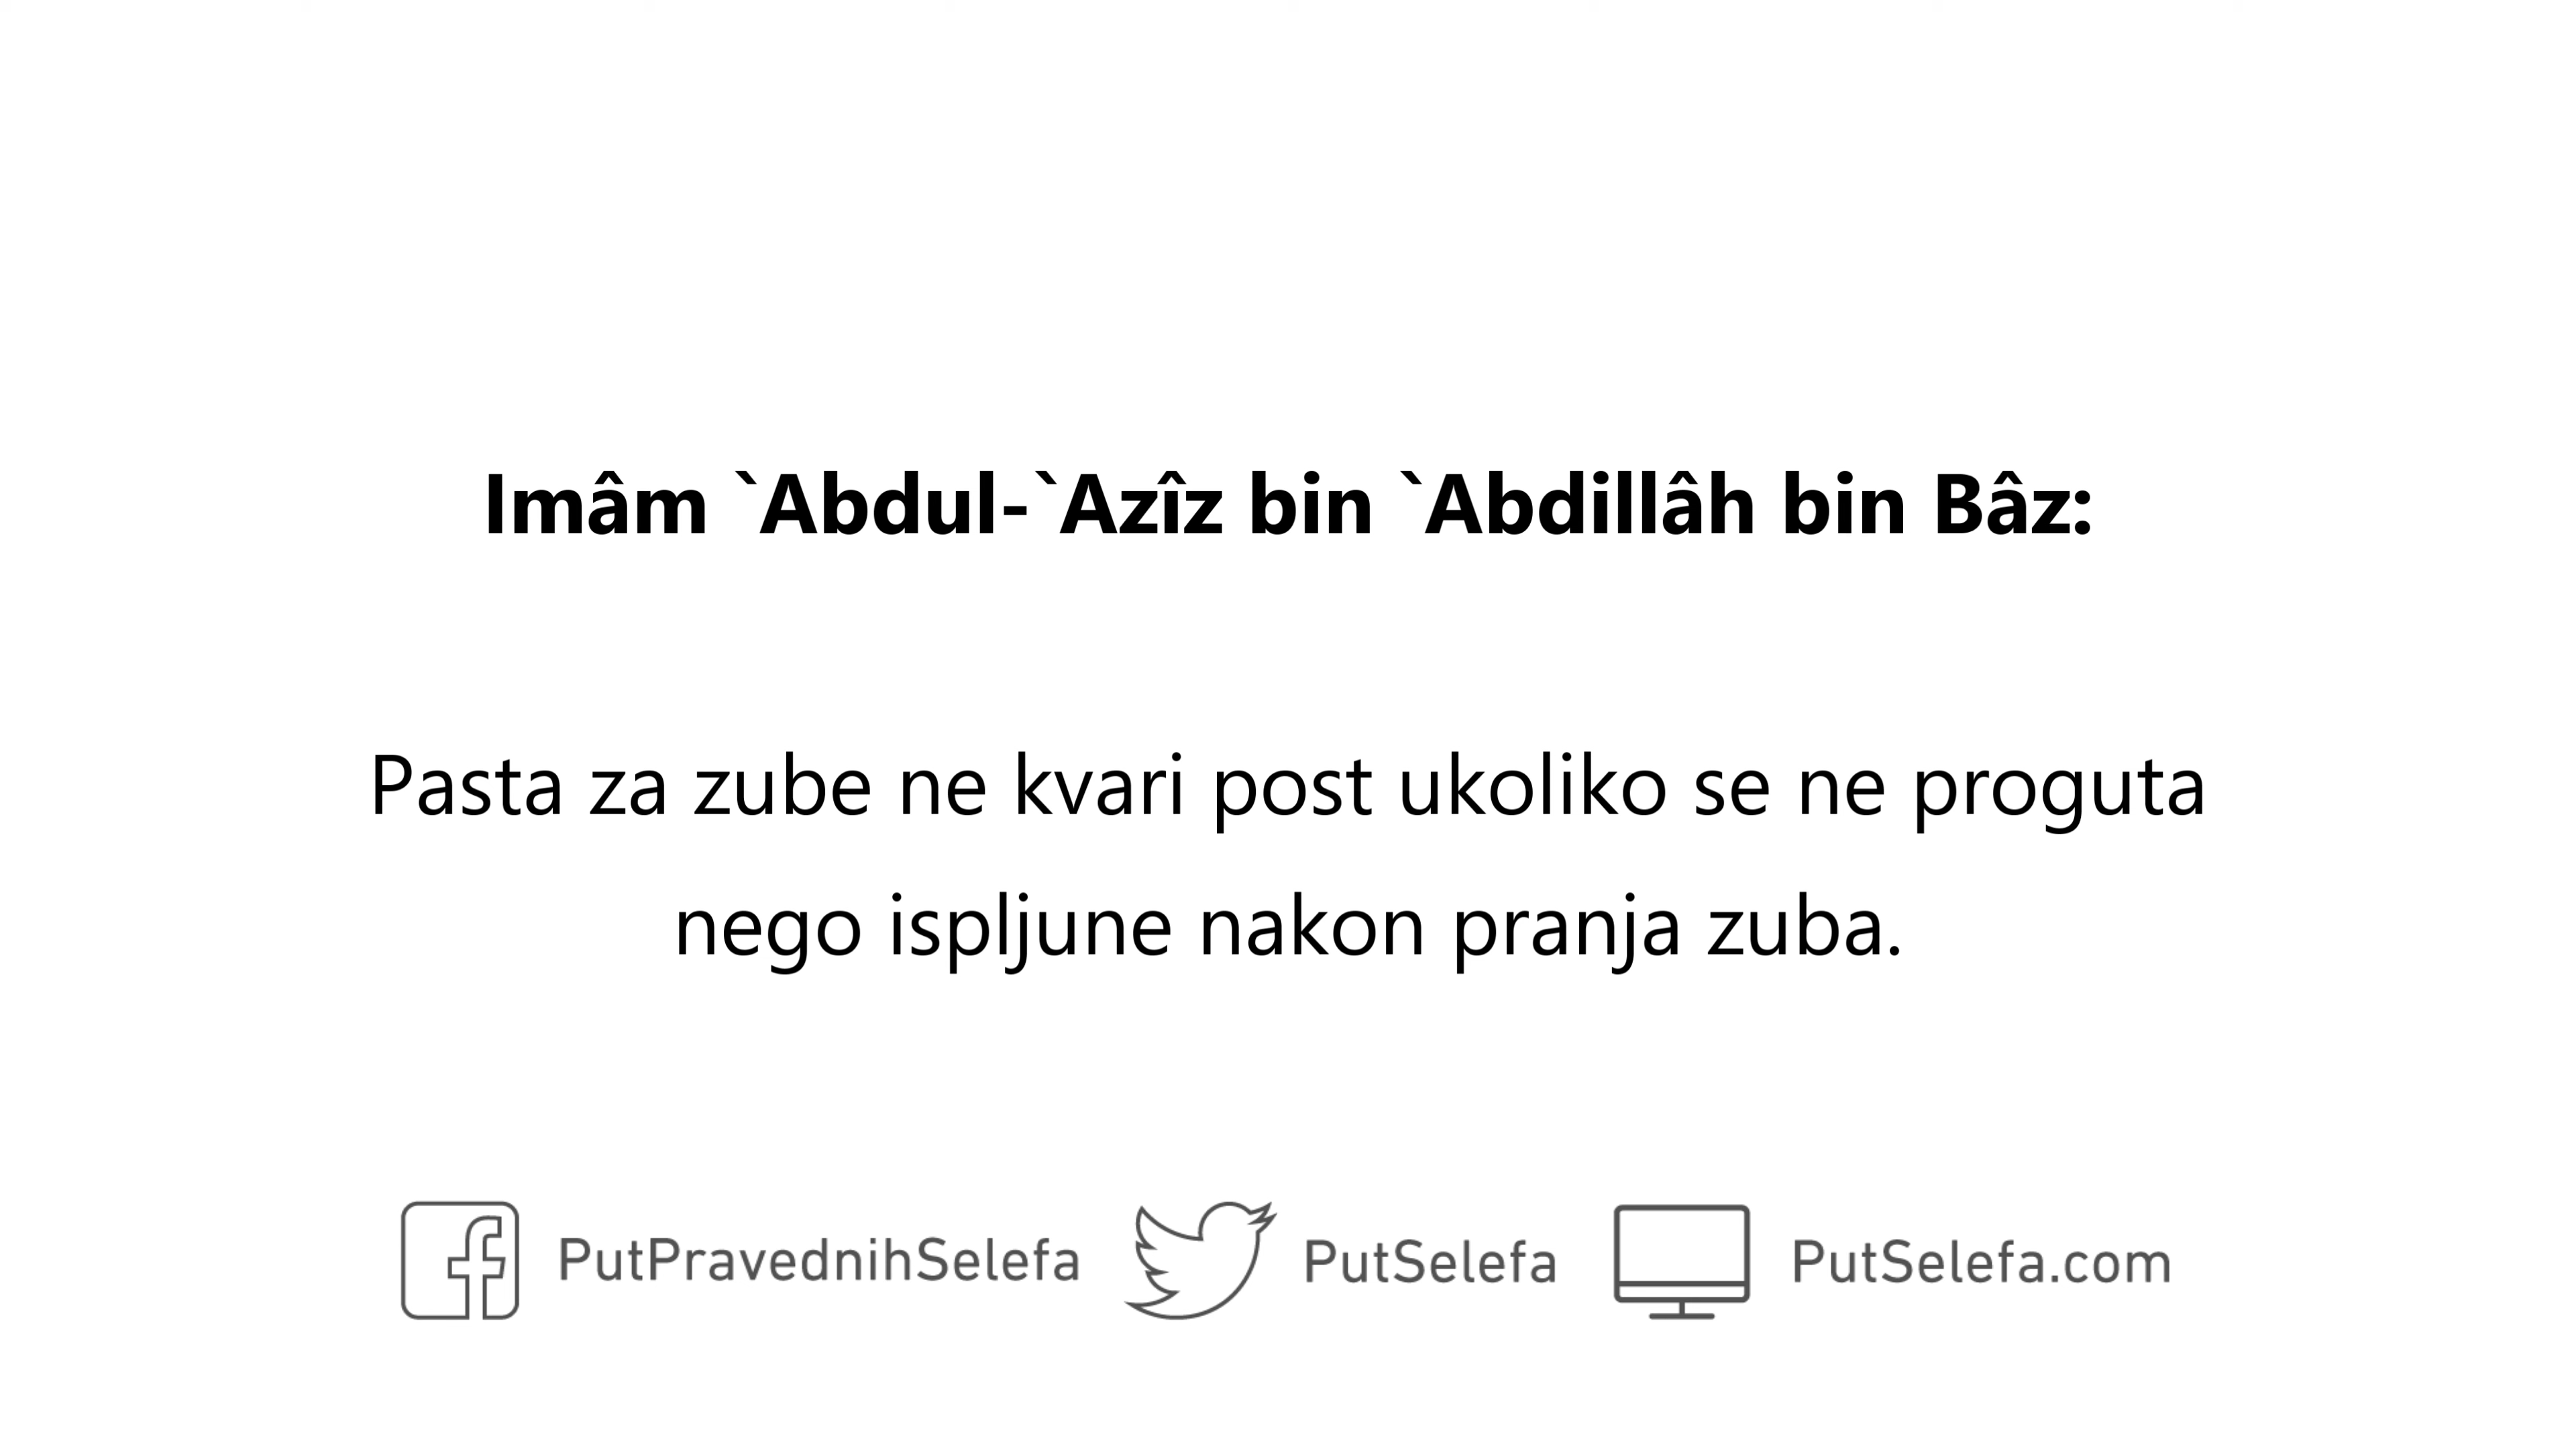 Imâm `Abdul-`Azîz bin `Abdillâh bin Bâz:
Pasta za zube ne kvari post ukoliko se ne proguta
nego ispljune nakon pranja zuba.
PutPravednihSelefa PutSelefa PutSelefa.com